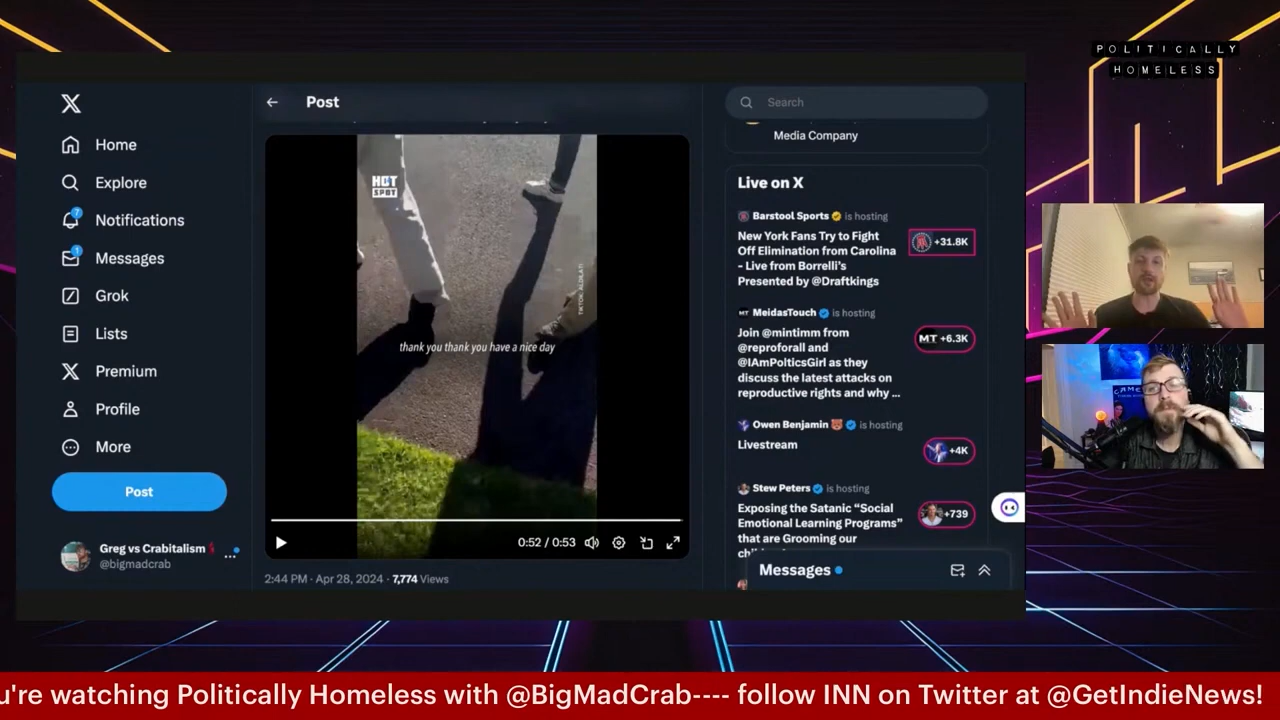 POLITICALLY
HOMELESS
Home
Explore
7
Notifications
1
Messages
Grok
Lists
Premium
Profile
More
Post
Greg vs Crabitalism
@bigmadcrab
Post
HOT
SPOT
thank you thank you have a nice day
0:52 / 0:53
2:44 PM · Apr 28, 2024 · 7,774 Views
Search
Media Company
Live on X
Barstool Sports is hosting
New York Fans Try to Fight
Off Elimination from Carolina
- Live from Borrelli's
Presented by @Draftkings
+31.8K
MeidasTouch is hosting
Join @mintimm from
@reproforall and
@IAmPolticsGirl as they
discuss the latest attacks on
reproductive rights and why ...
MT +6.3K
Owen Benjamin is hosting
Livestream
+4K
Stew Peters is hosting
Exposing the Satanic “Social
Emotional Learning Programs”
that are Grooming our
+739
Messages
u're watching Politically Homeless with @BigMadCrab---- follow INN on Twitter at @GetIndieNews!